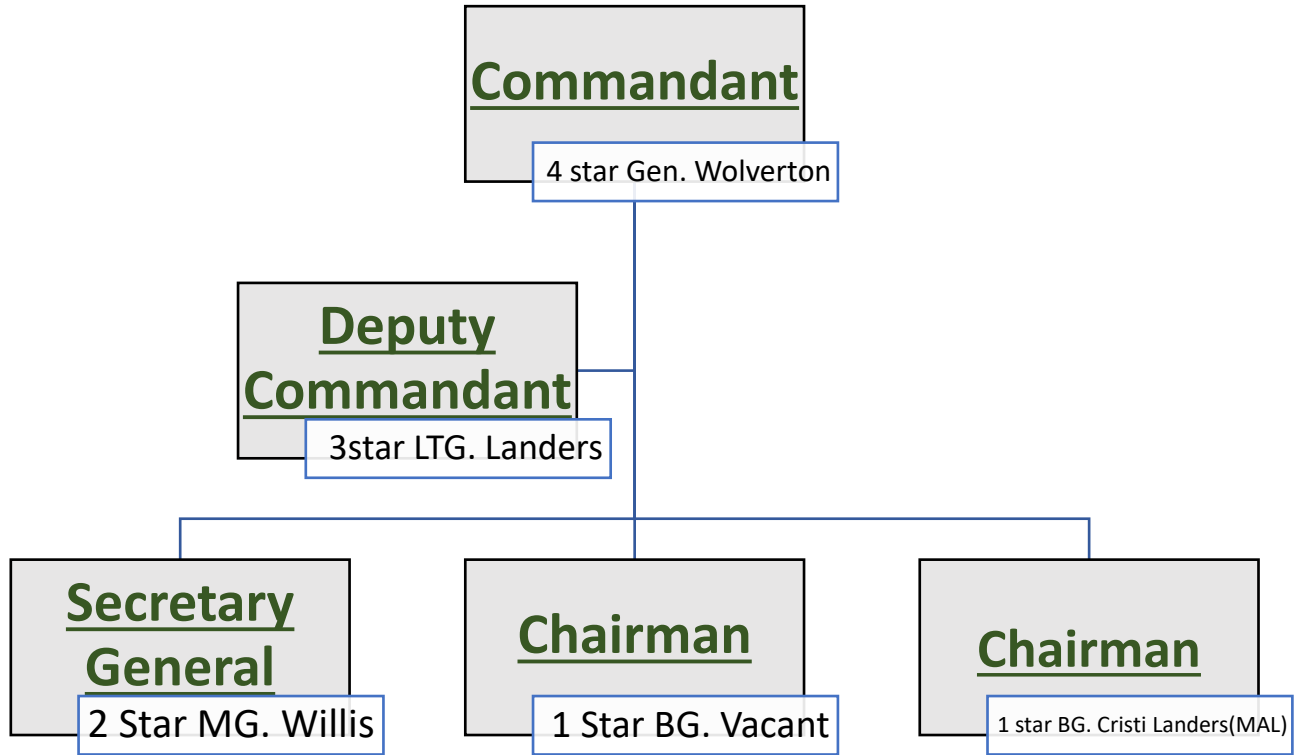 Commandant
4 star Gen. Wolverton
Deputy
Commandant
3star LTG. Landers
Secretary
General
2 Star MG. Willis
Chairman
1 Star BG. Vacant
Chairman
1 star BG. Cristi Landers(MAL)